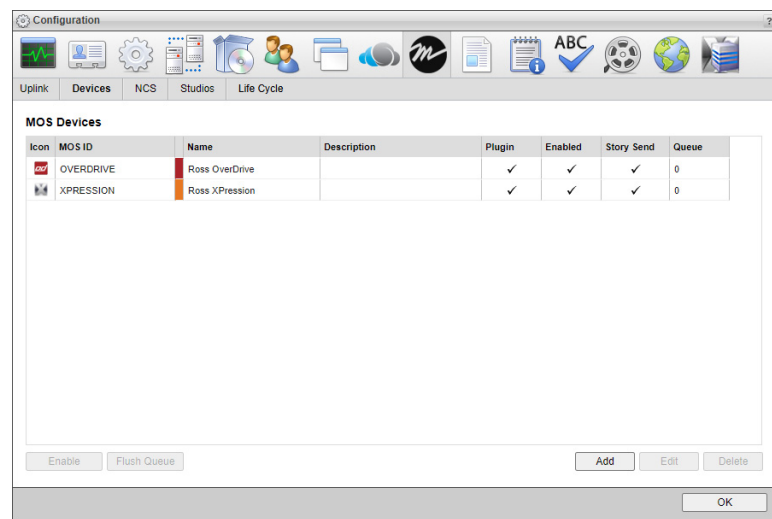 Configuration
?
ABC
Uplink Devices NCS Studios Life Cycle
MOS Devices
Icon MOS ID Name Description Plugin Enabled Story Send Queue
od OVERDRIVE Ross OverDrive ✓ ✓ ✓ 0
XPRESSION Ross XPression ✓ ✓ ✓ 0
Enable Flush Queue Add Edit Delete
OK